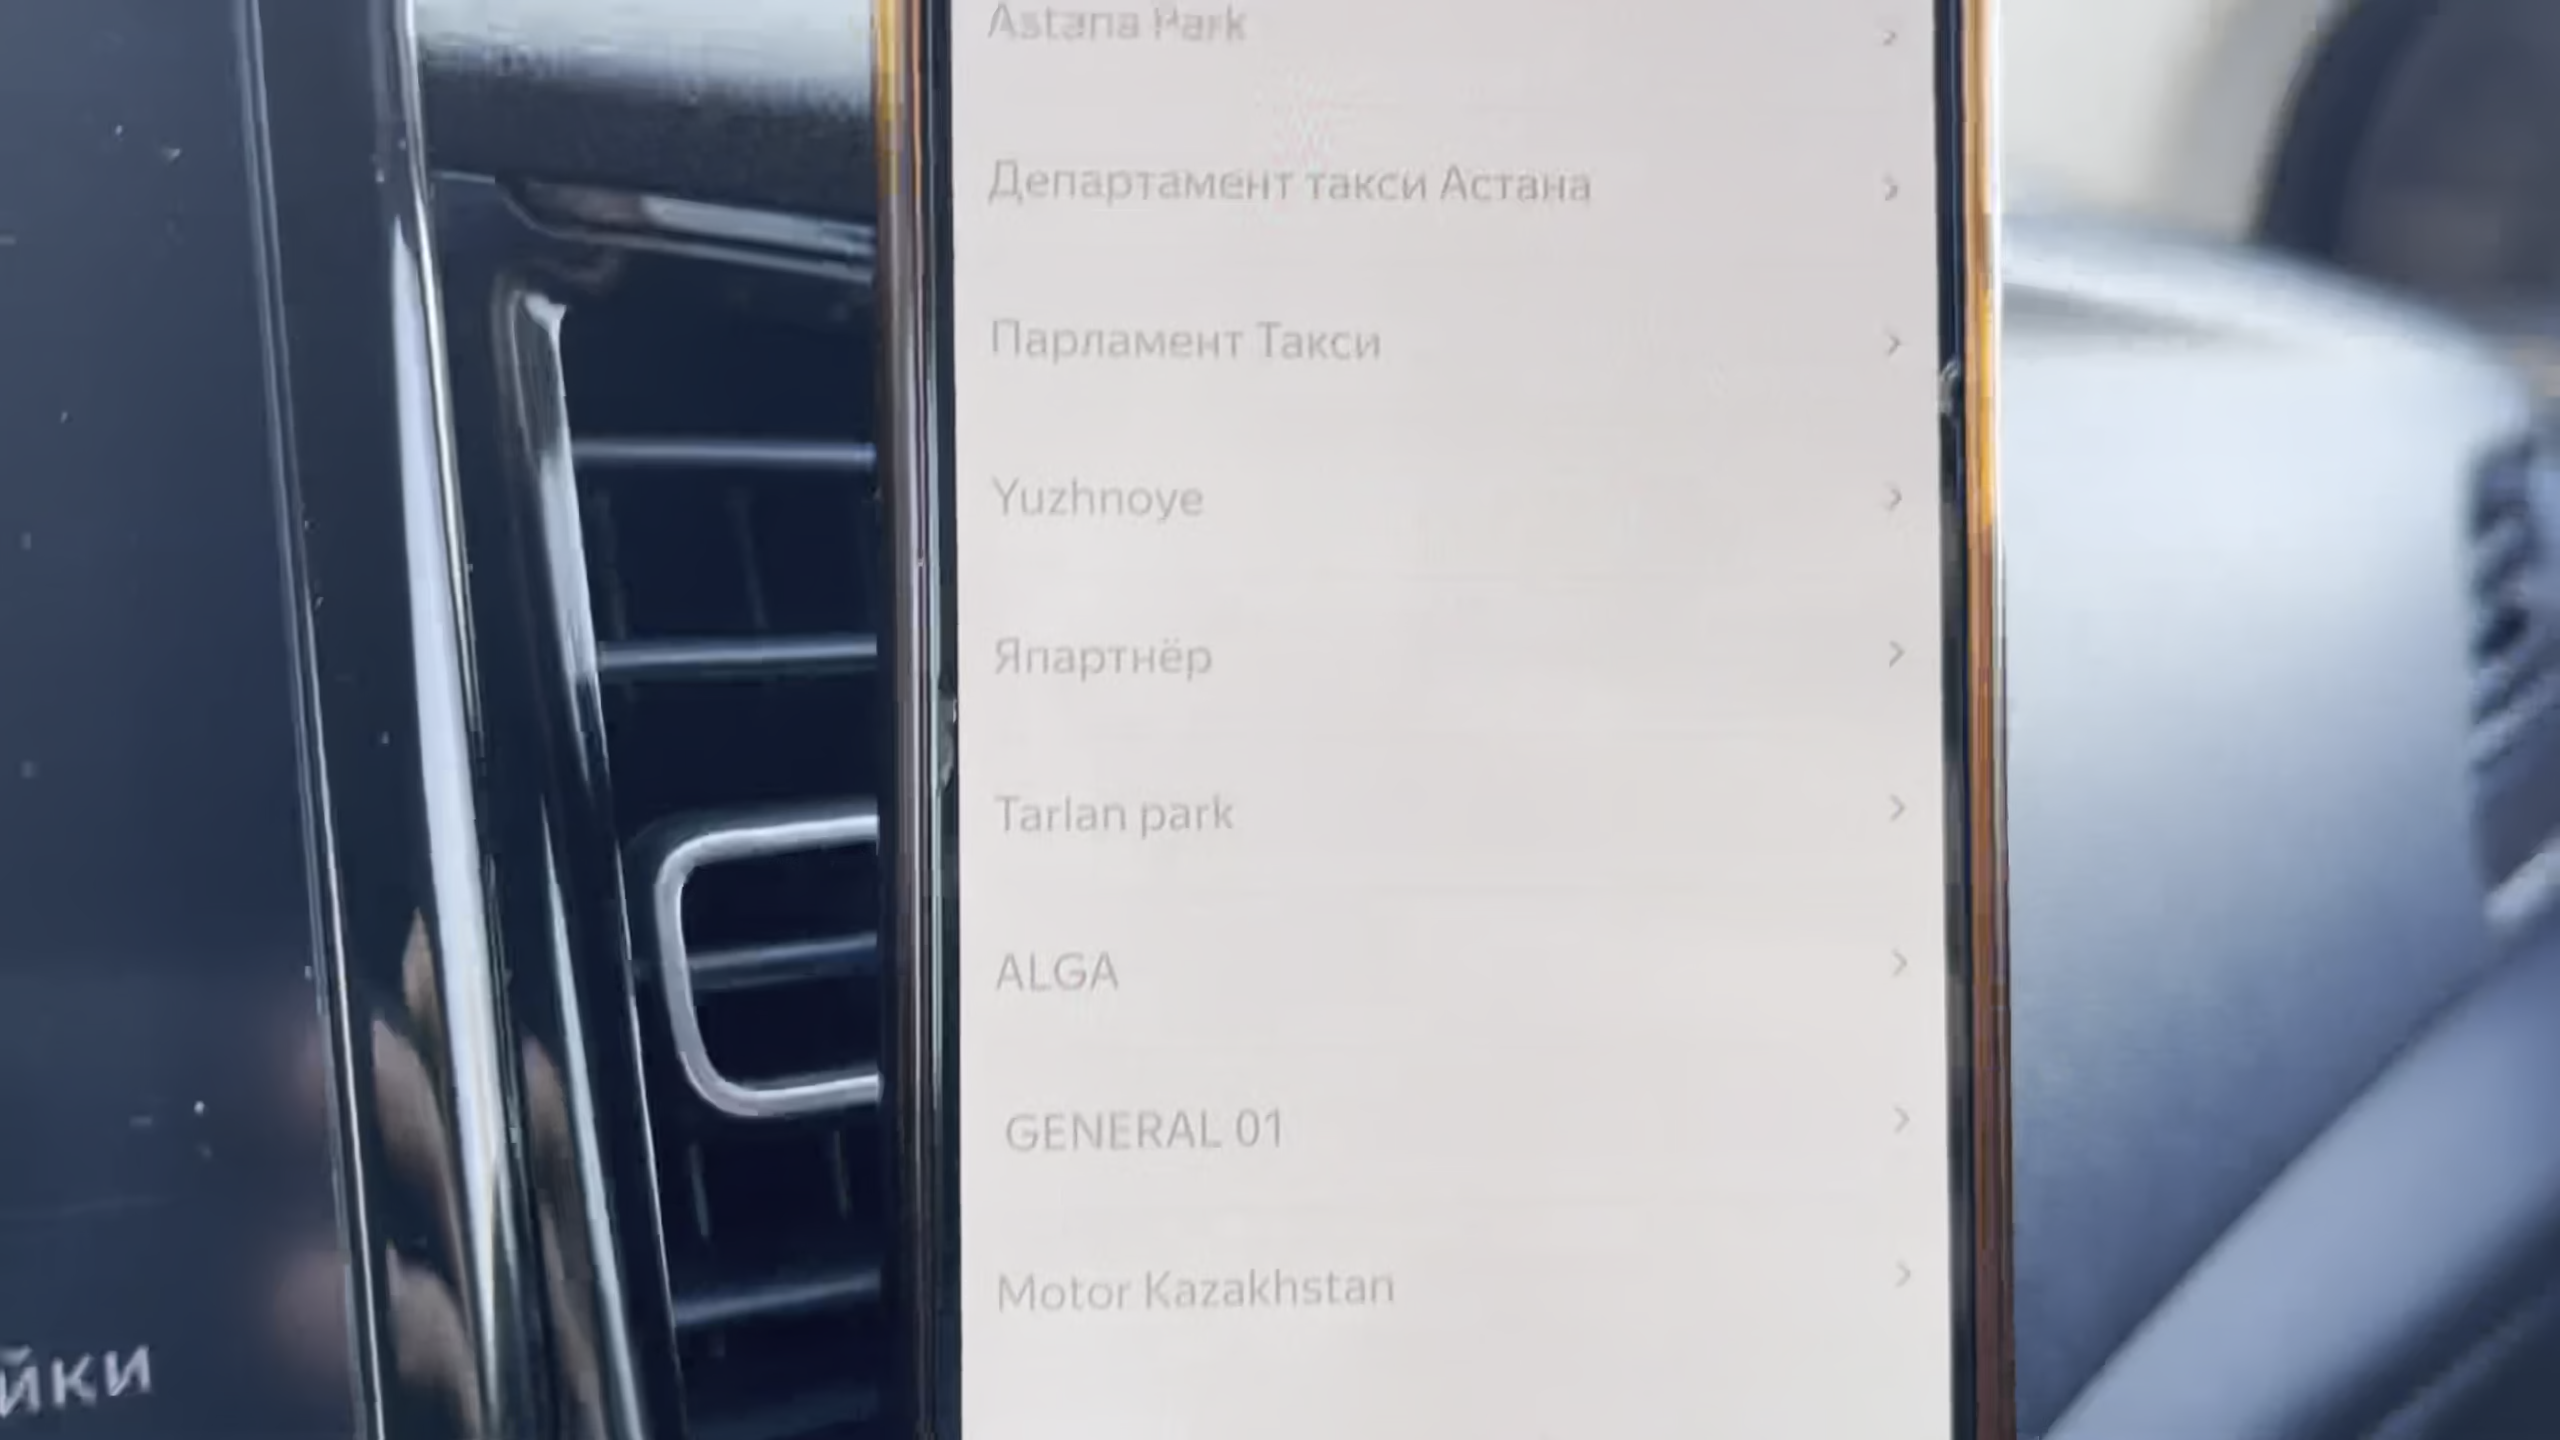 Astana Park
Департамент такси Астана
Парламент Такси
Yuzhnoye
Япартнёр
Tarlan park
ALGA
GENERAL 01
Motor Kazakhstan
йки